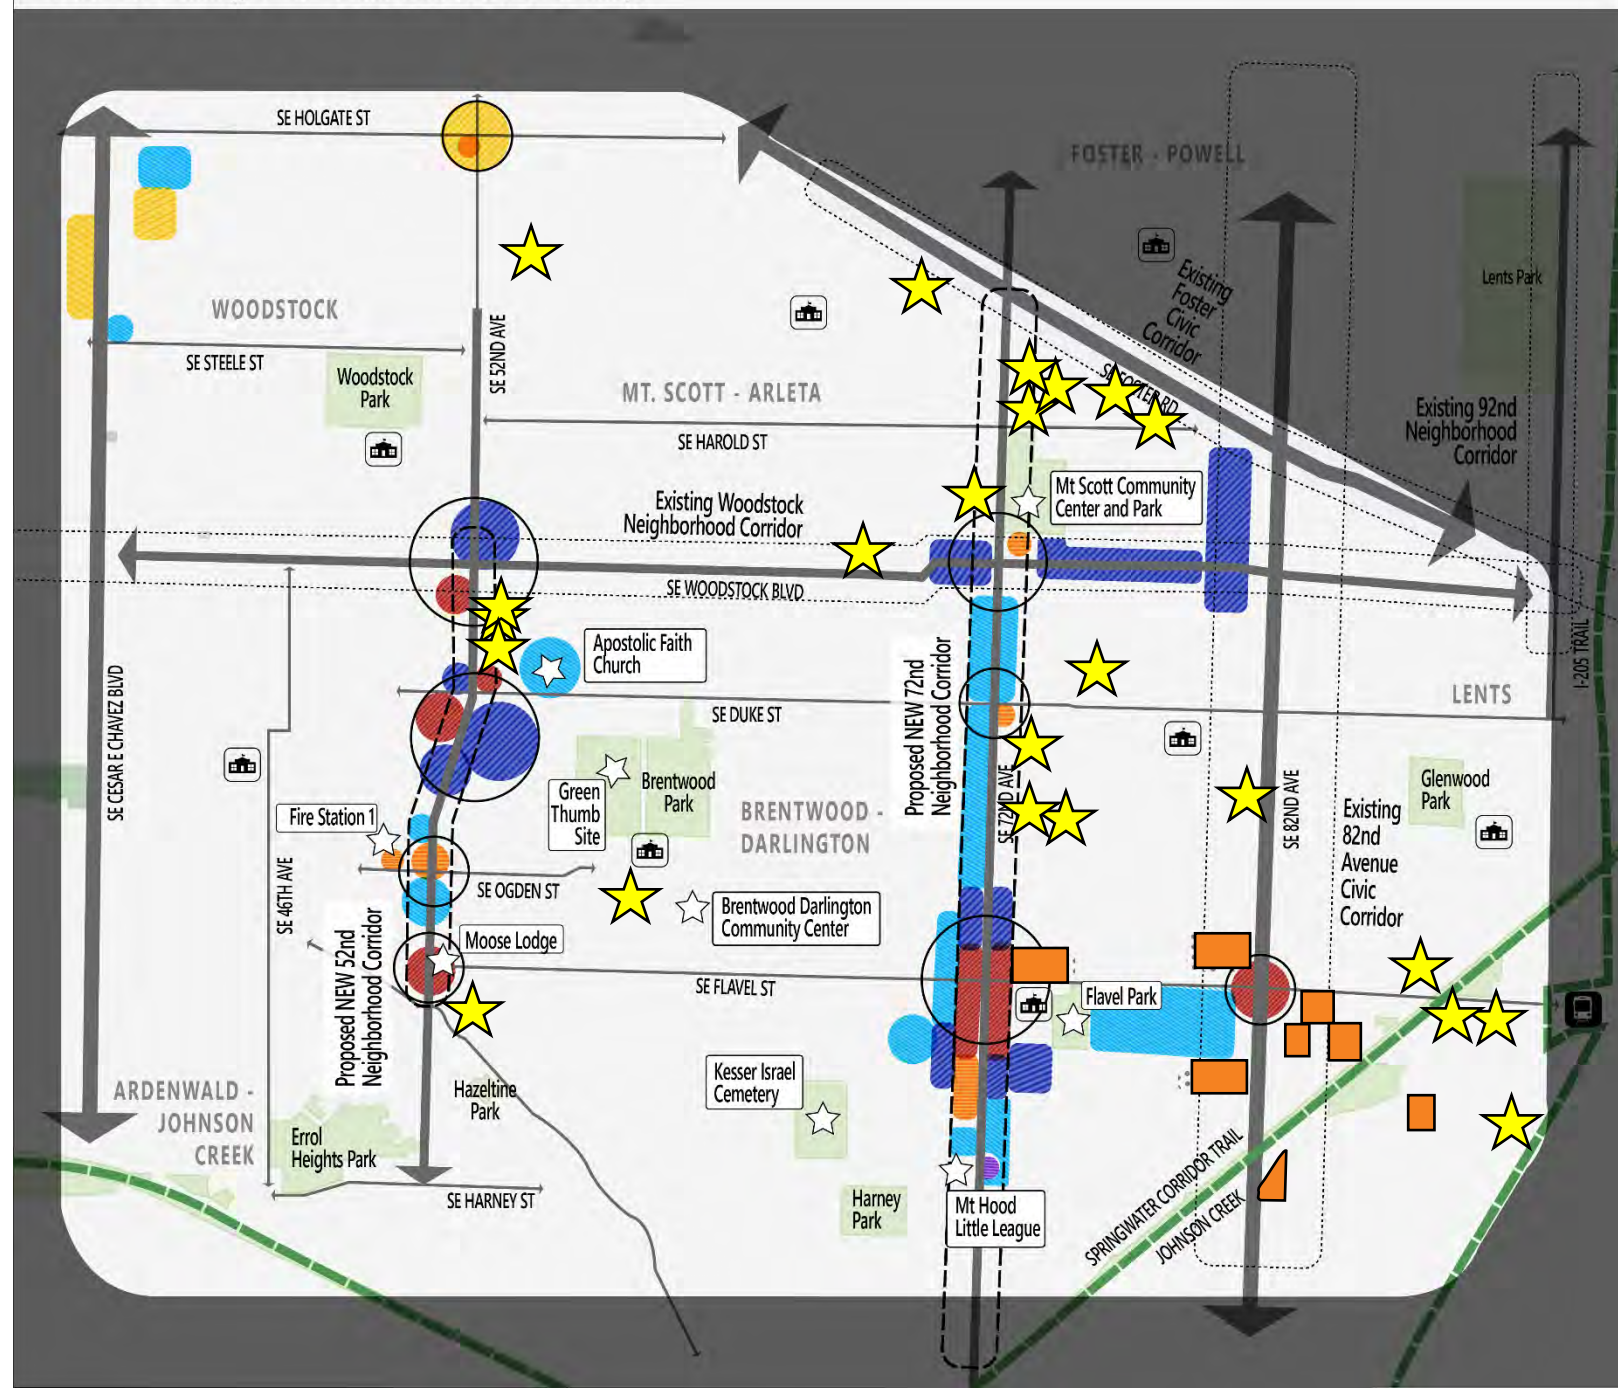 SE HOLGATE ST
FOSTER - POWELL
Existing
Foster
Civic
Corridor
Lents Park
WOODSTOCK
SE 52ND AVE
SE STEELE ST
Woodstock
Park
MT. SCOTT - ARLETA
SE FOSTER RD
SE HAROLD ST
Existing 92nd
Neighborhood
Corridor
Existing Woodstock
Neighborhood Corridor
Mt Scott Community
Center and Park
SE WOODSTOCK BLVD
Apostolic Faith
Church
I-205 TRAIL
SE CESAR E CHAVEZ BLVD
Proposed NEW 72nd
Neighborhood Corridor
LENTS
SE DUKE ST
Green
Thumb
Site
Brentwood
Park
Glenwood
Park
SE 72ND AVE
SE 82ND AVE
Existing
82nd
Avenue
Civic
Corridor
Fire Station 1
BRENTWOOD -
DARLINGTON
SE 46TH AVE
SE OGDEN ST
Brentwood Darlington
Community Center
Proposed NEW 52nd
Neighborhood Corridor
Moose Lodge
SE FLAVEL ST
Flavel Park
Kesser Israel
Cemetery
Hazeltine
Park
ARDENWALD -
JOHNSON
CREEK
Errol
Heights Park
SE HARNEY ST
Harney
Park
Mt Hood
Little League
SPRINGWATER CORRIDOR TRAIL
JOHNSON CREEK